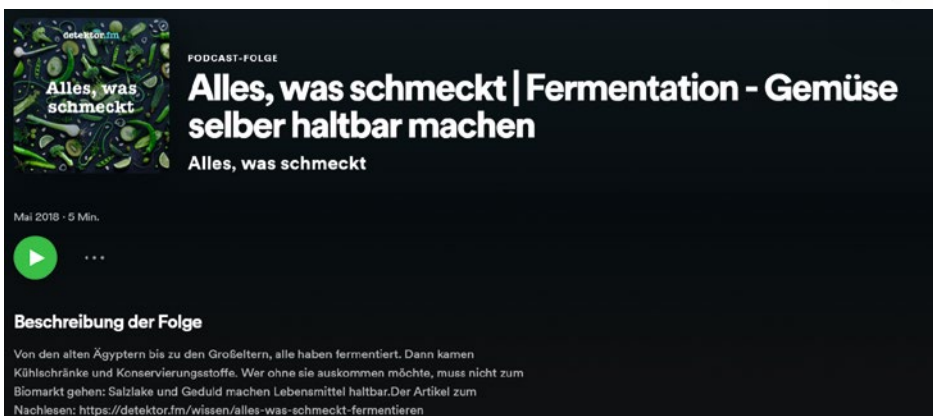 detektor.fm
Alles, was
schmeckt
PODCAST-FOLGE
Alles, was schmeckt | Fermentation - Gemüse
selber haltbar machen
Alles, was schmeckt
Mai 2018 · 5 Min.
Beschreibung der Folge
Von den alten Ägyptern bis zu den Großeltern, alle haben fermentiert. Dann kamen
Kühlschränke und Konservierungsstoffe. Wer ohne sie auskommen möchte, muss nicht zum
Biomarkt gehen: Salzlake und Geduld machen Lebensmittel haltbar.Der Artikel zum
Nachlesen: https://detektor.fm/wissen/alles-was-schmeckt-fermentieren